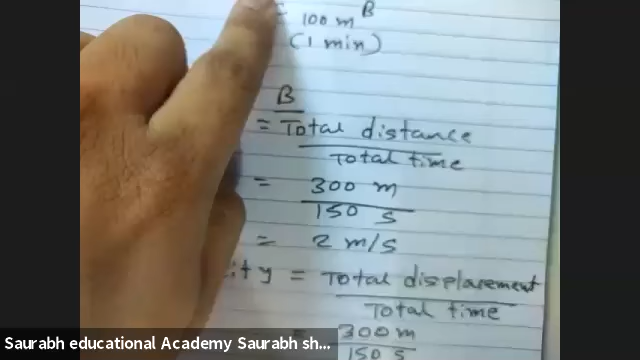 = 100 m B
(1 min)
B
= Total distance
Total time
= 300 m
150 s
= 2 m/s
ity = Total displacement
Total time
= 300 m
150 s
Saurabh educational Academy Saurabh sh...